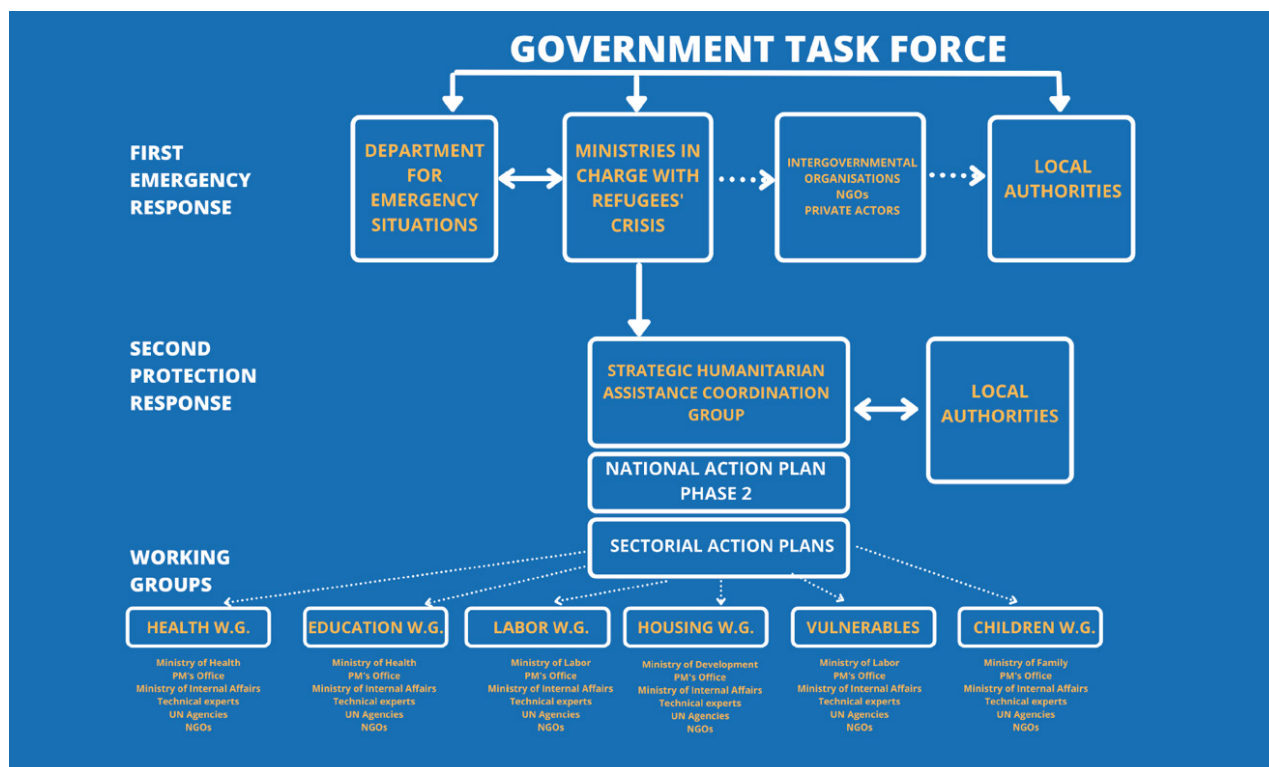 GOVERNMENT TASK FORCE
FIRST
EMERGENCY
RESPONSE
DEPARTMENT
FOR
EMERGENCY
SITUATIONS
MINISTRIES IN
CHARGE WITH
REFUGEES'
CRISIS
INTERGOVERNMENTAL
ORGANISATIONS
NGOs
PRIVATE ACTORS
LOCAL
AUTHORITIES
SECOND
PROTECTION
RESPONSE
STRATEGIC HUMANITARIAN
ASSISTANCE COORDINATION
GROUP
LOCAL
AUTHORITIES
NATIONAL ACTION PLAN
PHASE 2
SECTORIAL ACTION PLANS
WORKING
GROUPS
HEALTH W.G.
Ministry of Health
PM's Office
Ministry of Internal Affairs
Technical experts
UN Agencies
NGOs
EDUCATION W.G.
Ministry of Health
PM's Office
Ministry of Internal Affairs
Technical experts
UN Agencies
NGOs
LABOR W.G.
Ministry of Labor
PM's Office
Ministry of Internal Affairs
Technical experts
UN Agencies
NGOs
HOUSING W.G.
Ministry of Development
PM's Office
Ministry of Internal Affairs
Technical experts
UN Agencies
NGOs
VULNERABLES
Ministry of Labor
PM's Office
Ministry of Internal Affairs
Technical experts
UN Agencies
NGOs
CHILDREN W.G.
Ministry of Family
PM's Office
Ministry of Internal Affairs
Technical experts
UN Agencies
NGOs